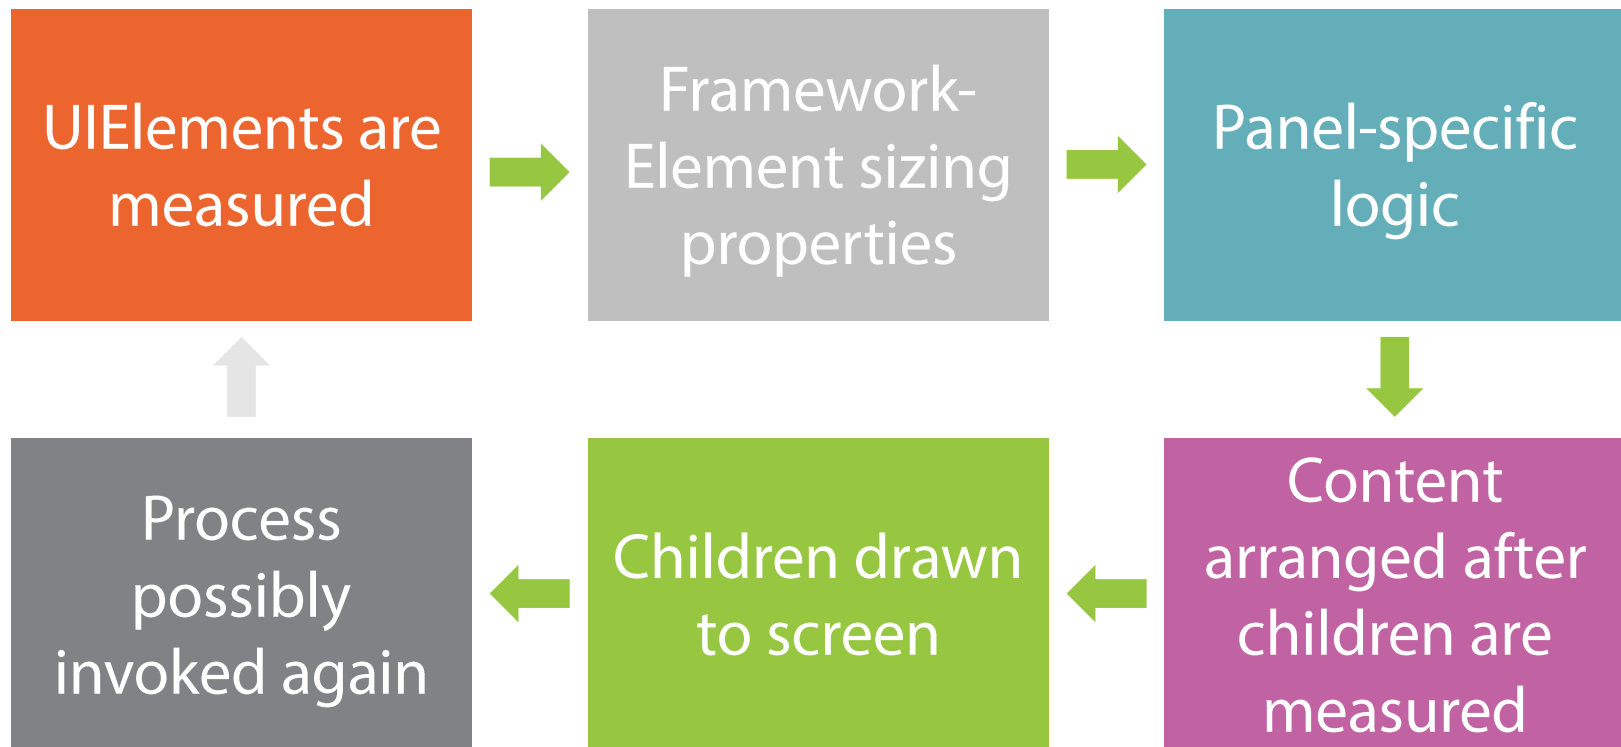 UIElements are
measured
Framework-
Element sizing
properties
Panel-specific
logic
Content
arranged after
children are
measured
Children drawn
to screen
Process
possibly
invoked again